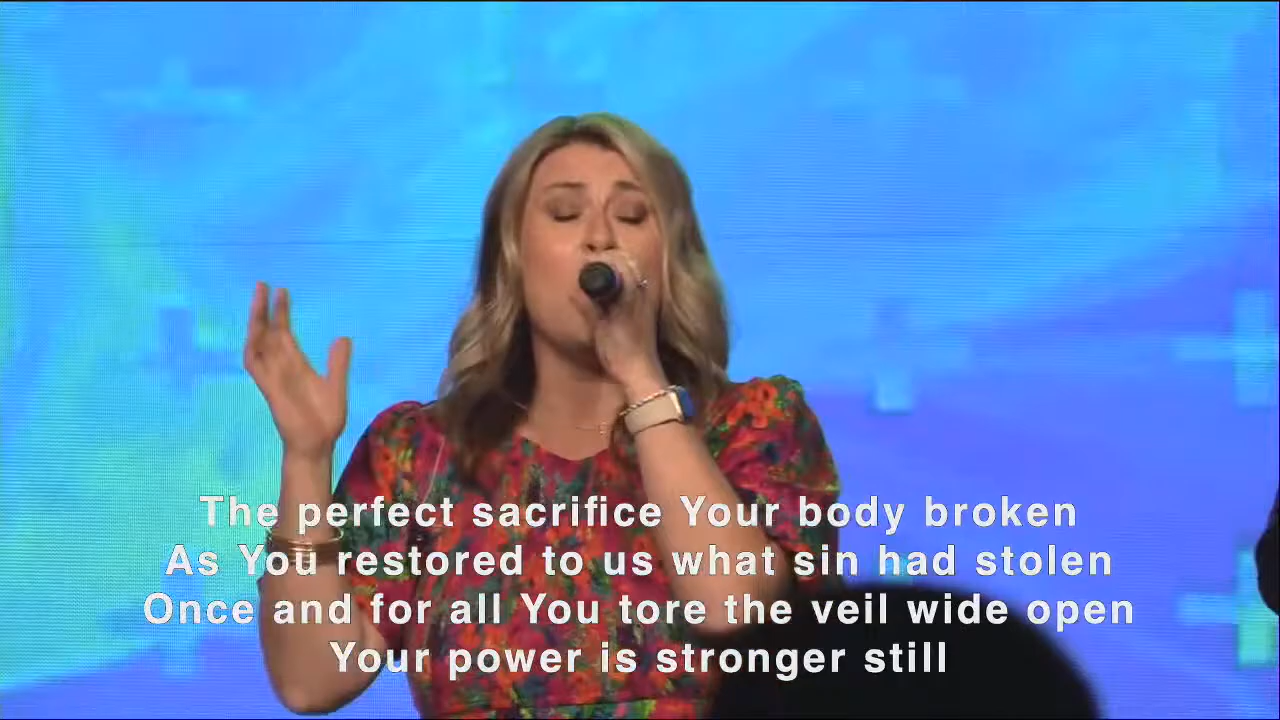 The perfect sacrifice Your body broken
As You restored to us what sin had stolen
Once and for all You tore the veil wide open
Your power is stronger still